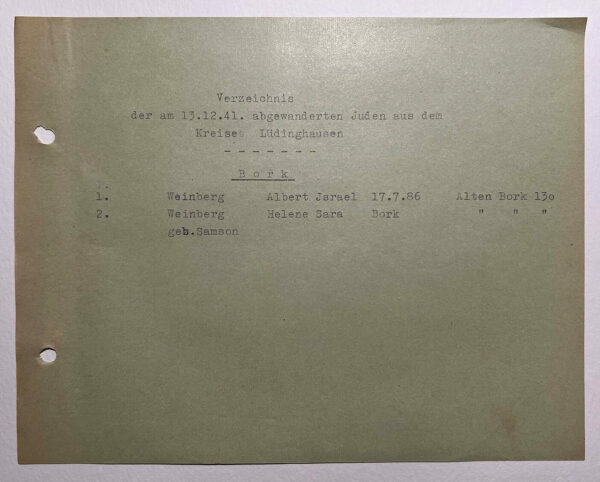 Verzeichnis
der am 13.12.41. abgewanderten Juden aus dem
Kreise Lüdinghausen
- - - - - - -
B o r k
1. Weinberg Albert Jsrael 17.7.86 Alten Bork 13o
2. Weinberg Helene Sara Bork " " "
geb.Samson